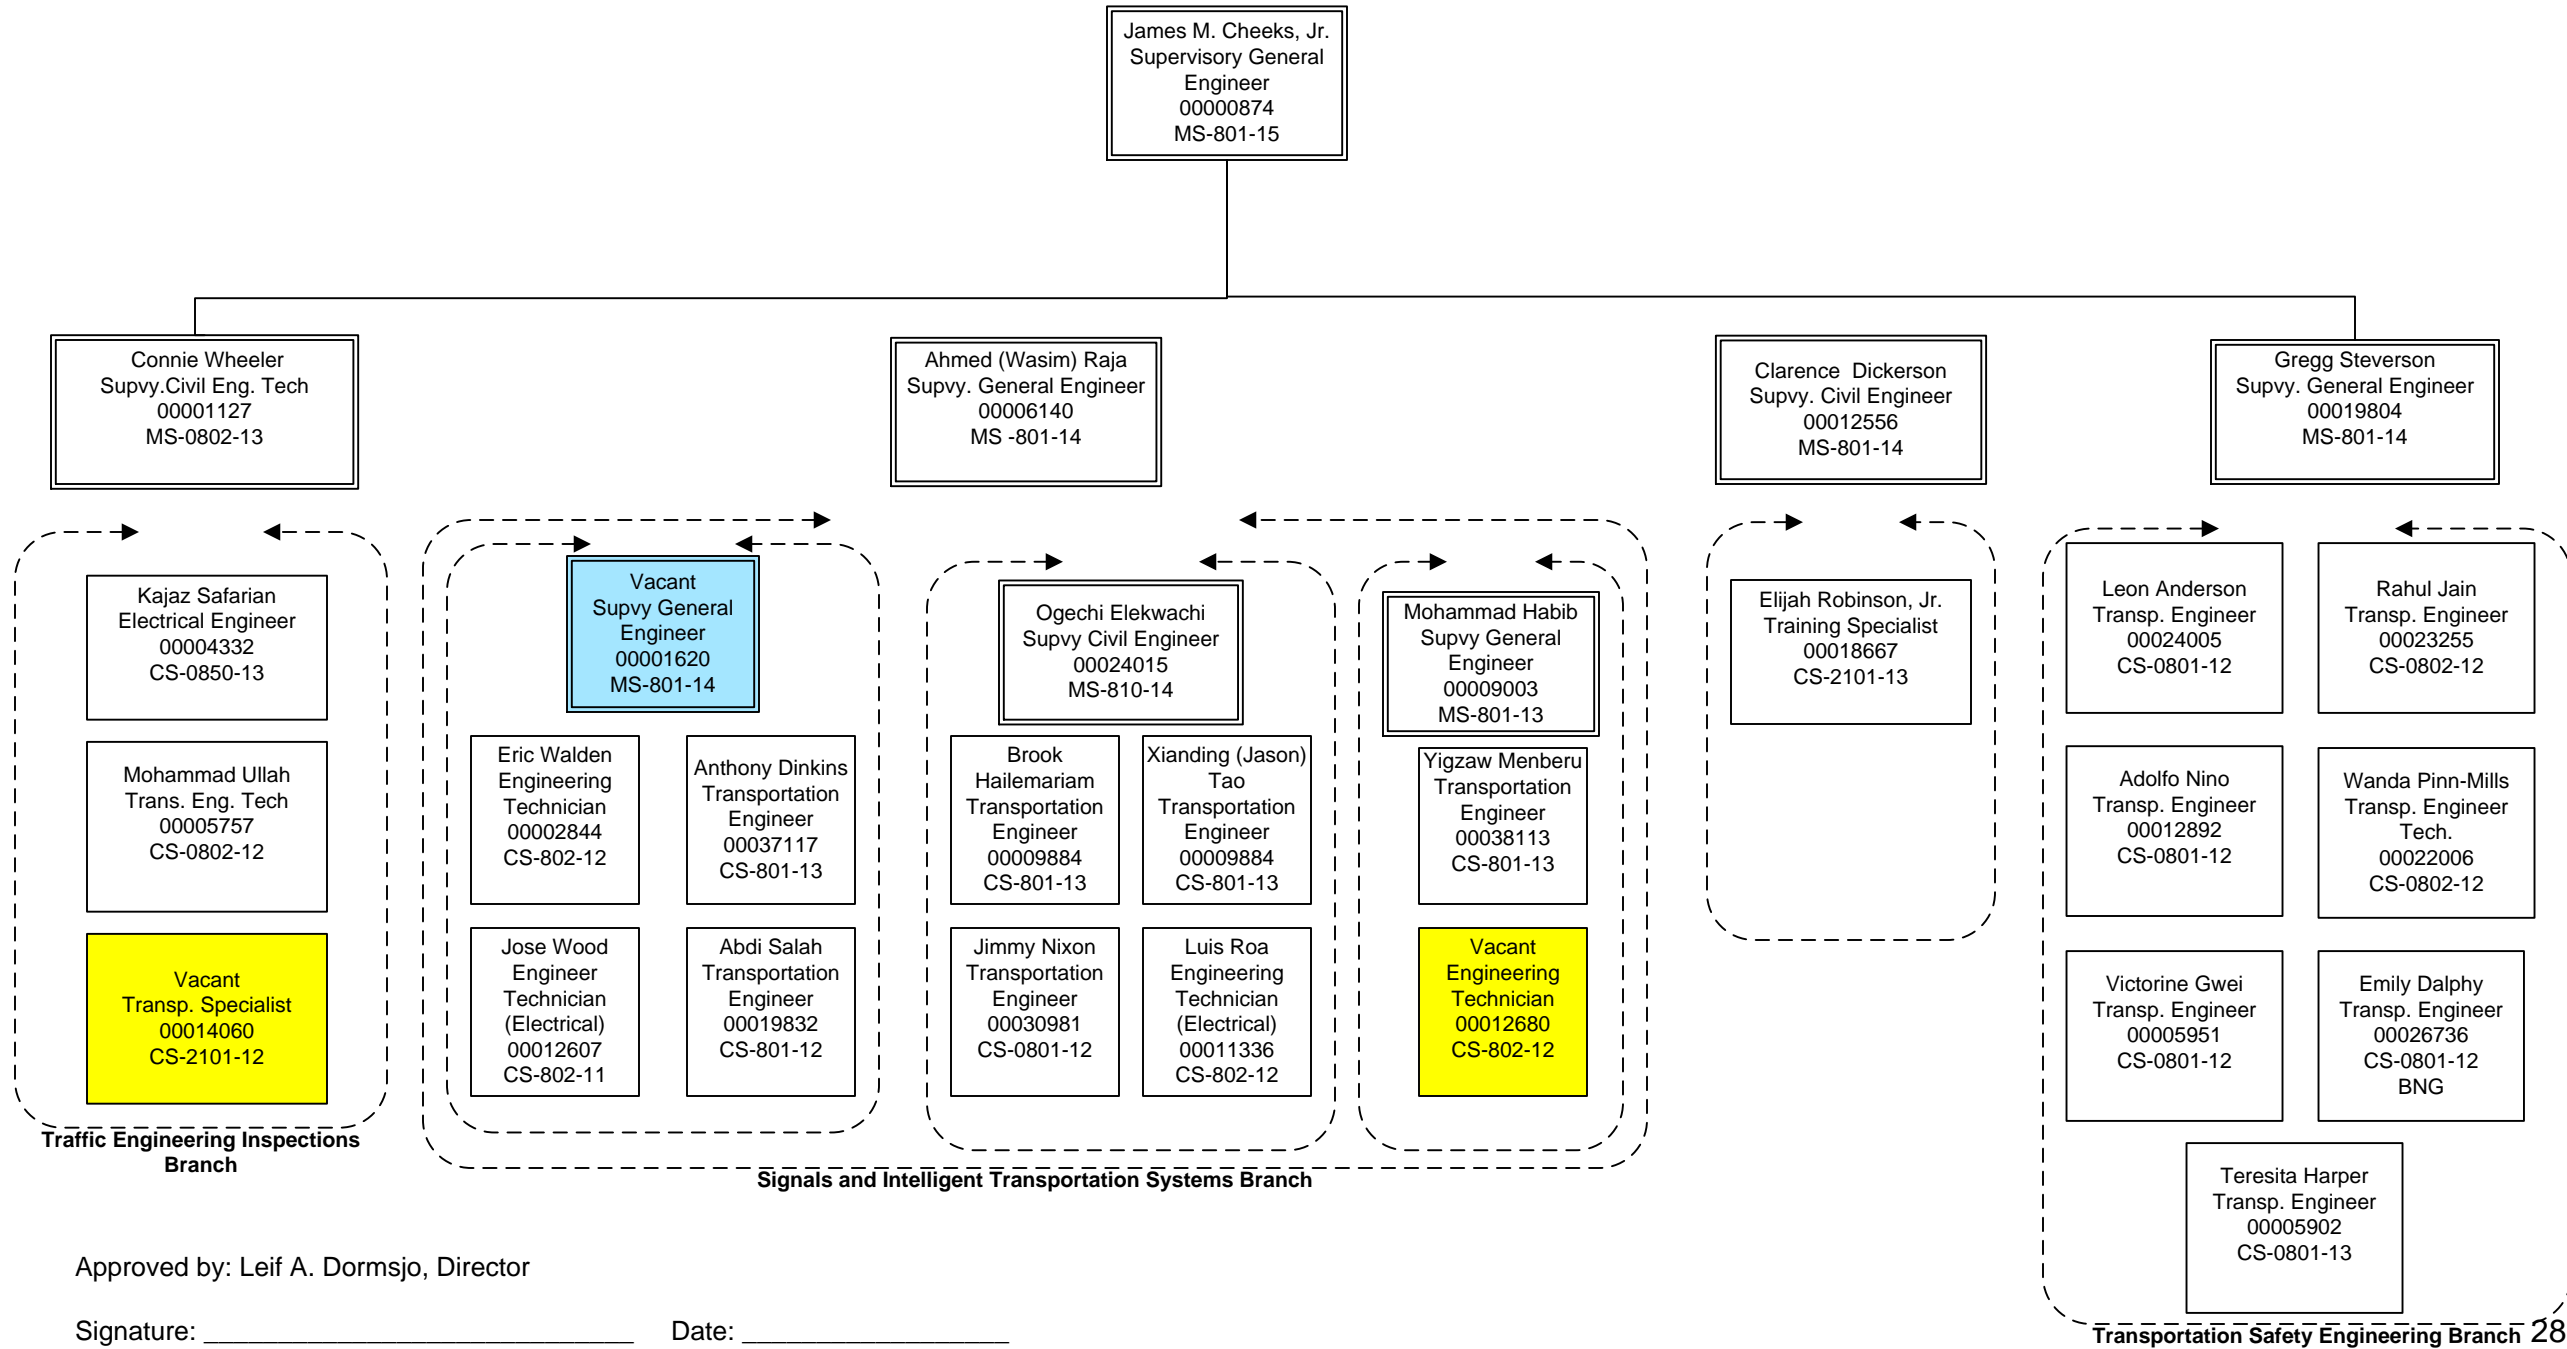 James M. Cheeks, Jr.
Supervisory General
Engineer
00000874
MS-801-15
Connie Wheeler
Supvy.Civil Eng. Tech
00001127
MS-0802-13
Ahmed (Wasim) Raja
Supvy. General Engineer
00006140
MS -801-14
Clarence  Dickerson
Supvy. Civil Engineer
00012556
MS-801-14
Gregg Steverson
Supvy. General Engineer
00019804
MS-801-14
Kajaz Safarian
Electrical Engineer
00004332
CS-0850-13
Mohammad Ullah
Trans. Eng. Tech
00005757
CS-0802-12
Vacant
Transp. Specialist
00014060
CS-2101-12
Traffic Engineering Inspections
Branch
Vacant
Supvy General
Engineer
00001620
MS-801-14
Eric Walden
Engineering
Technician
00002844
CS-802-12
Anthony Dinkins
Transportation
Engineer
00037117
CS-801-13
Jose Wood
Engineer
Technician
(Electrical)
00012607
CS-802-11
Abdi Salah
Transportation
Engineer
00019832
CS-801-12
Ogechi Elekwachi
Supvy Civil Engineer
00024015
MS-810-14
Brook
Hailemariam
Transportation
Engineer
00009884
CS-801-13
Xianding (Jason)
Tao
Transportation
Engineer
00009884
CS-801-13
Jimmy Nixon
Transportation
Engineer
00030981
CS-0801-12
Luis Roa
Engineering
Technician
(Electrical)
00011336
CS-802-12
Mohammad Habib
Supvy General
Engineer
00009003
MS-801-13
Yigzaw Menberu
Transportation
Engineer
00038113
CS-801-13
Vacant
Engineering
Technician
00012680
CS-802-12
Signals and Intelligent Transportation Systems Branch
Elijah Robinson, Jr.
Training Specialist
00018667
CS-2101-13
Leon Anderson
Transp. Engineer
00024005
CS-0801-12
Rahul Jain
Transp. Engineer
00023255
CS-0802-12
Adolfo Nino
Transp. Engineer
00012892
CS-0801-12
Wanda Pinn-Mills
Transp. Engineer
Tech.
00022006
CS-0802-12
Victorine Gwei
Transp. Engineer
00005951
CS-0801-12
Emily Dalphy
Transp. Engineer
00026736
CS-0801-12
BNG
Teresita Harper
Transp. Engineer
00005902
CS-0801-13
Transportation Safety Engineering Branch
28
Approved by: Leif A. Dormsjo, Director
Signature: _____________________________ Date: __________________